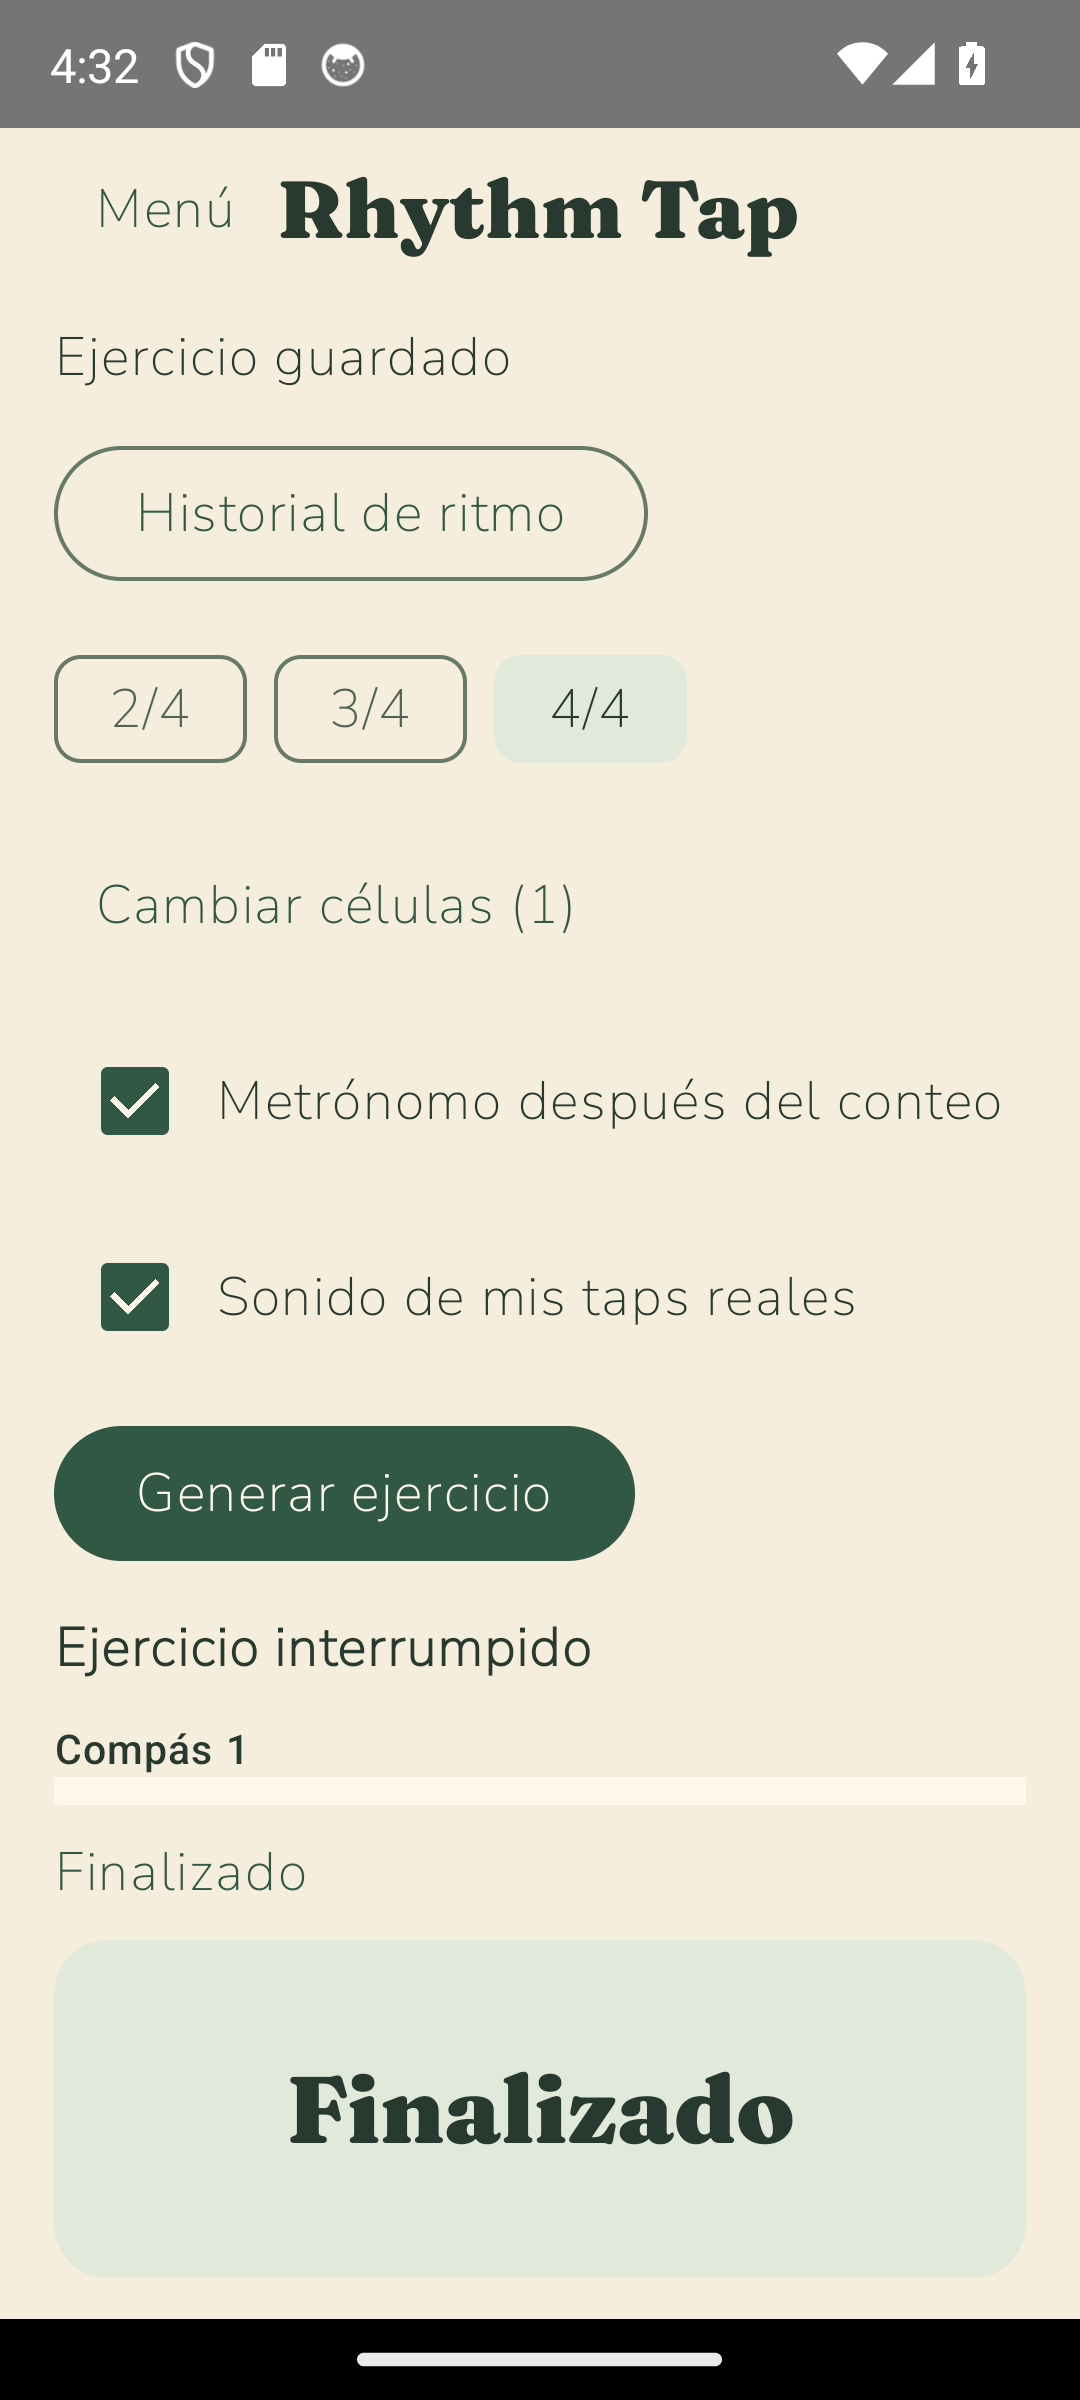 4:32
Menú Rhythm Tap
Ejercicio guardado
Historial de ritmo
2/4 3/4 4/4
Cambiar células (1)
Metrónomo después del conteo
Sonido de mis taps reales
Generar ejercicio
Ejercicio interrumpido
Compás 1
Finalizado
Finalizado